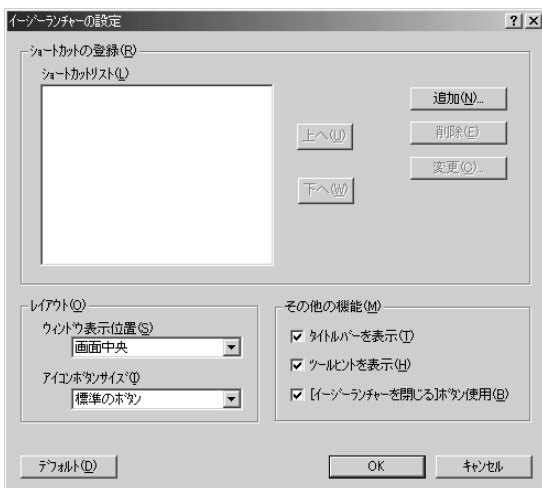 イージーランチャーの設定
ショートカットの登録(R)
ショートカットリスト(L)
追加(N)...
上へ(U)
削除(E)
変更(C)...
下へ(W)
レイアウト(O)
ウィンドウ表示位置(S)
画面中央
アイコンボタンサイズ(I)
標準のボタン
その他の機能(M)
タイトルバーを表示(T)
ツールヒントを表示(H)
[イージーランチャーを閉じる]ボタン使用(B)
デフォルト(D)
OK
キャンセル